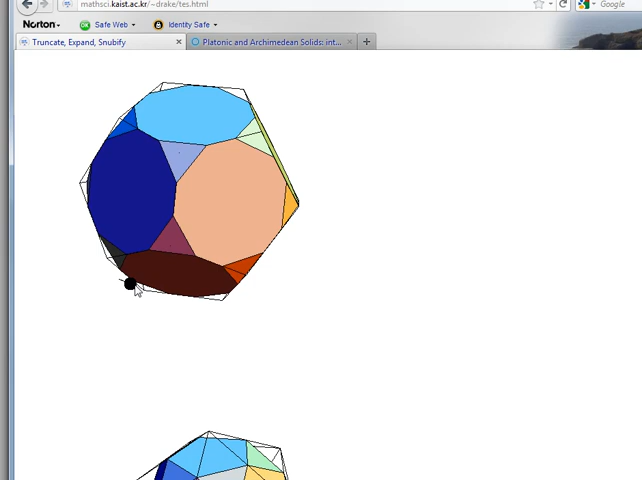 mathsci.kaist.ac.kr/~drake/tes.html
Google
Norton
Safe Web
Identity Safe
Truncate, Expand, Snubify
Platonic and Archimedean Solids: int...